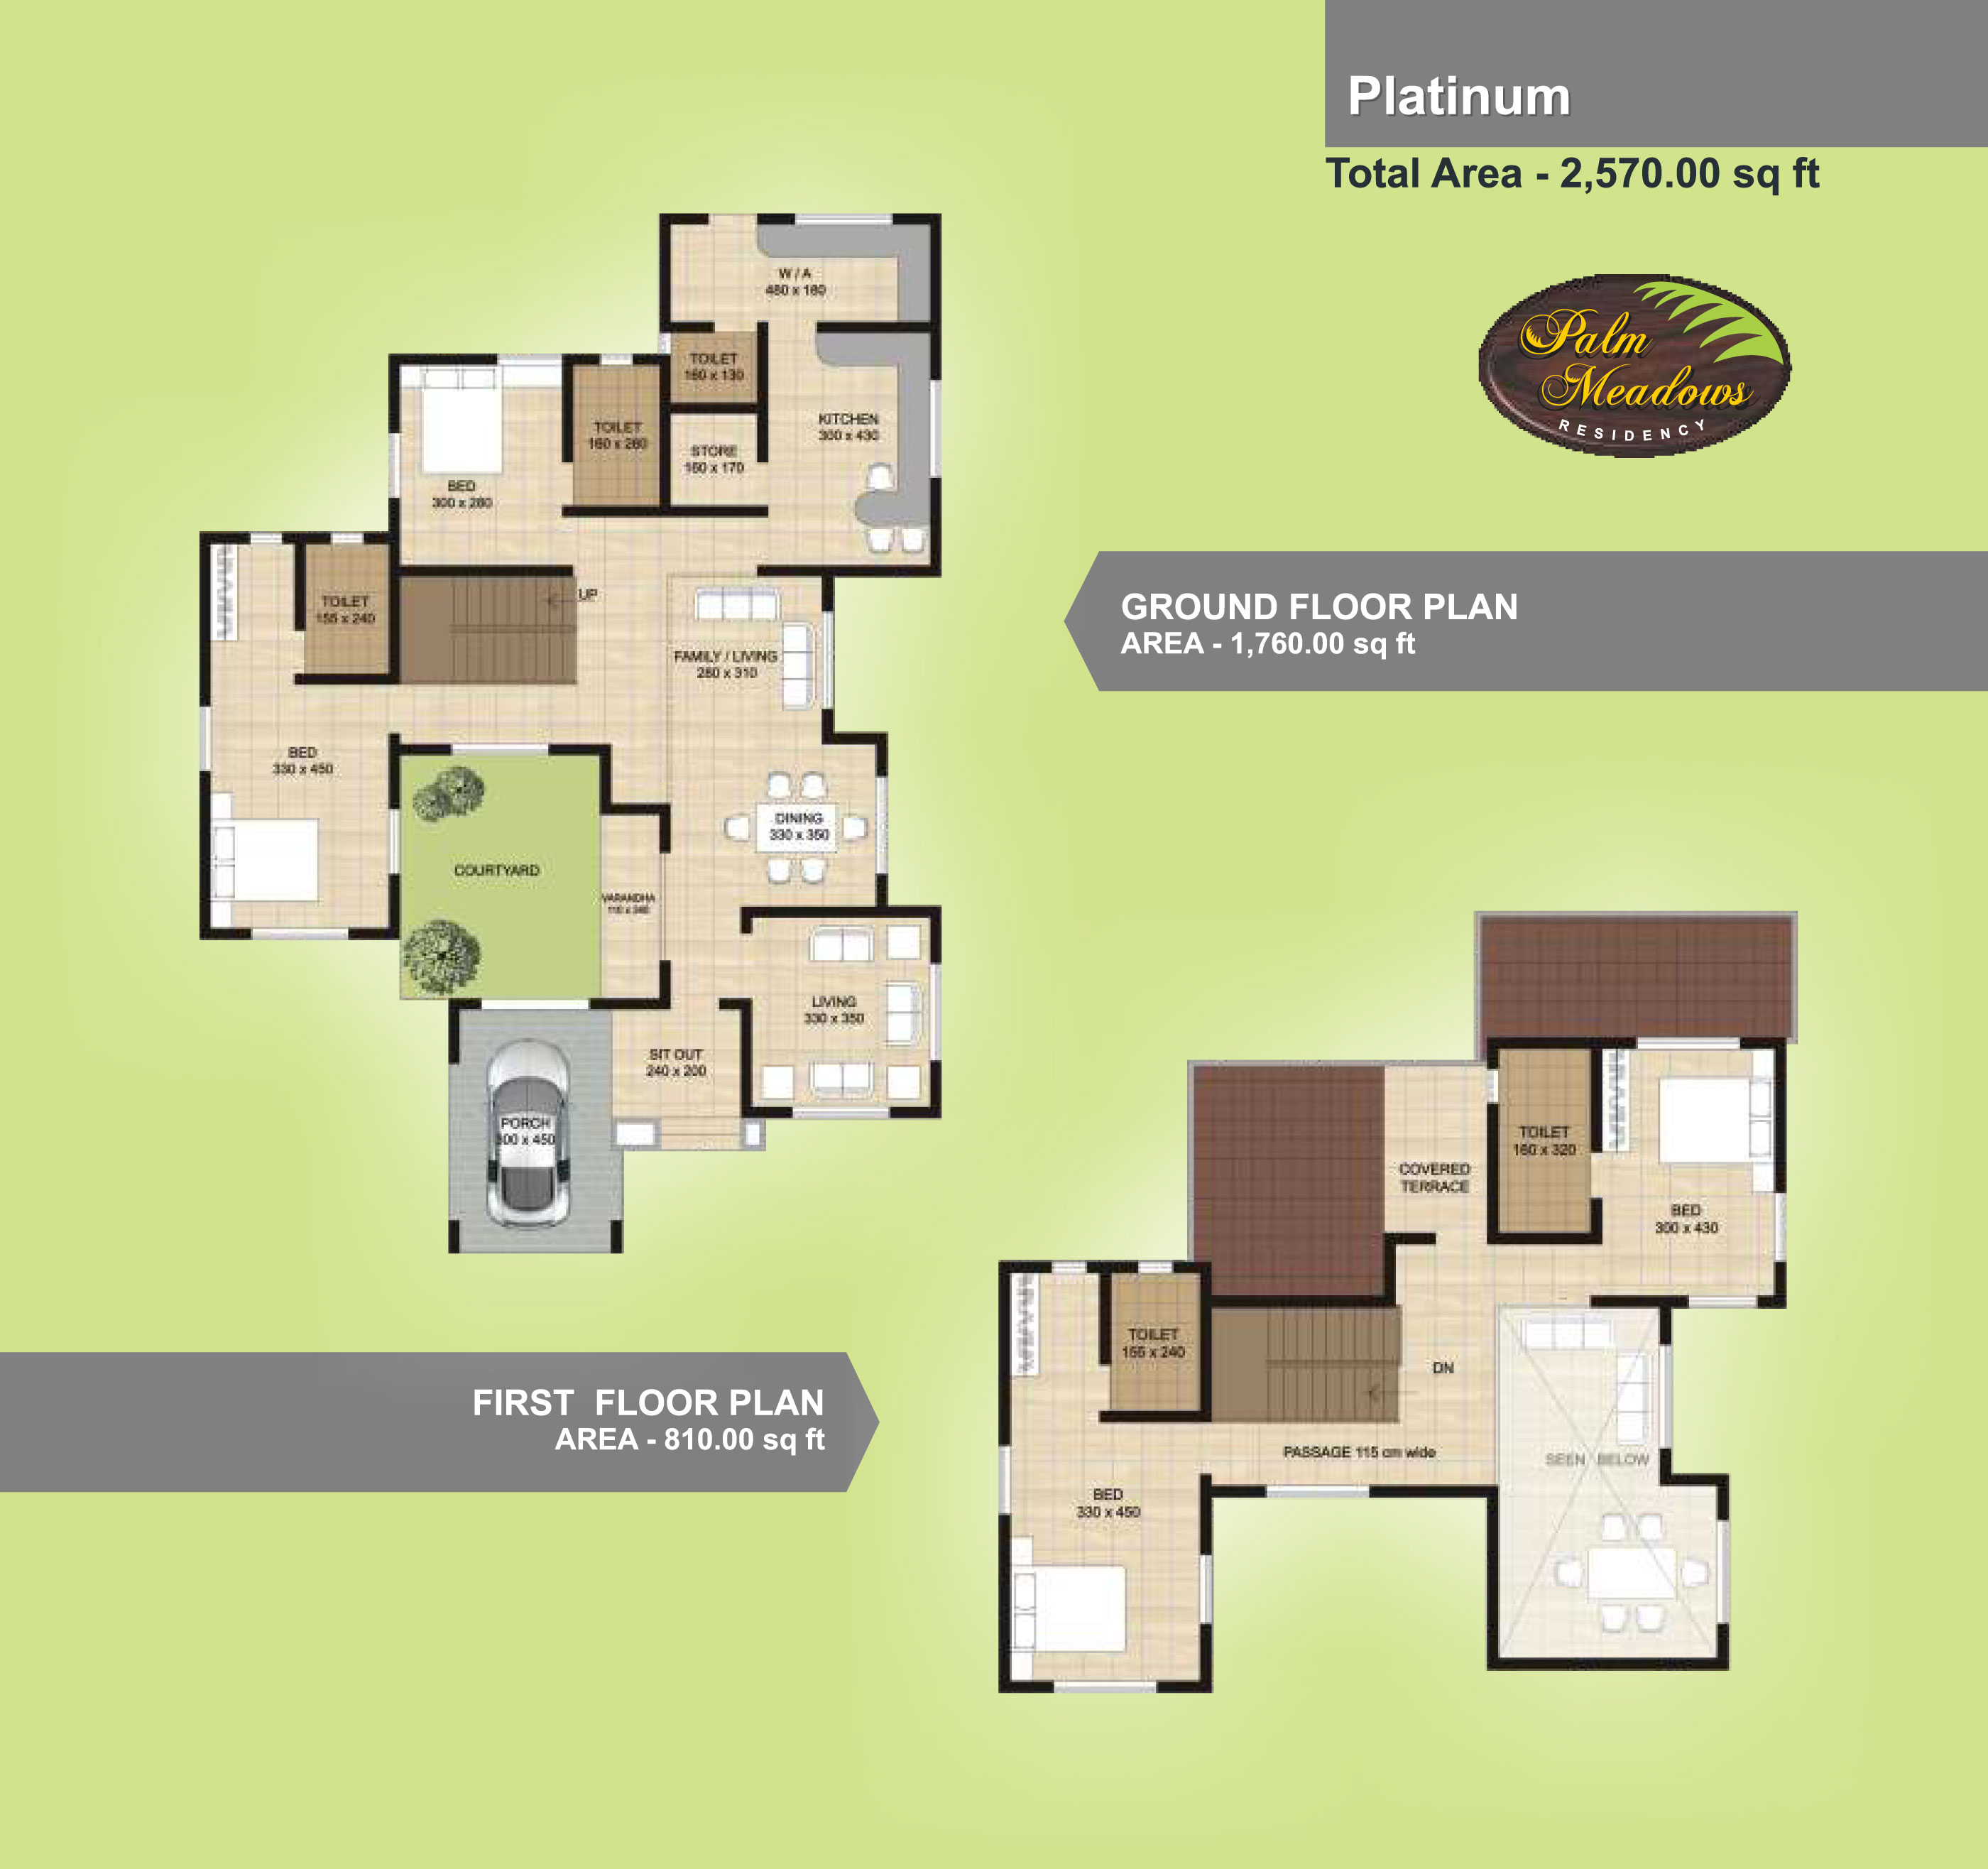 Platinum
Total Area - 2,570.00 sq ft
Palm
Meadows
RESIDENCY
W / A
480 x 180
TOILET
160 x 130
KITCHEN
300 x 430
TOILET
160 x 280
STORE
160 x 170
BED
300 x 280
TOILET
155 x 240
UP
FAMILY / LIVING
280 x 310
BED
330 x 450
DINING
330 x 350
COURTYARD
VARANDHA
LIVING
330 x 350
SIT OUT
240 x 200
PORCH
300 x 450
GROUND FLOOR PLAN
AREA - 1,760.00 sq ft
FIRST FLOOR PLAN
AREA - 810.00 sq ft
TOILET
160 x 320
COVERED
TERRACE
BED
300 x 430
TOILET
155 x 240
DN
PASSAGE 115 cm wide
SEEN BELOW
BED
330 x 450